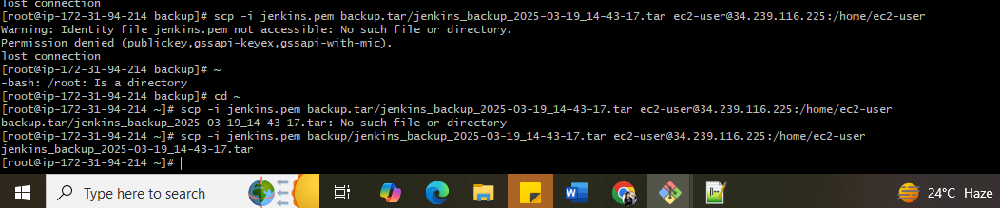 lost connection
[root@ip-172-31-94-214 backup]# scp -i jenkins.pem backup.tar/jenkins_backup_2025-03-19_14-43-17.tar ec2-user@34.239.116.225:/home/ec2-user
Warning: Identity file jenkins.pem not accessible: No such file or directory.
Permission denied (publickey,gssapi-keyex,gssapi-with-mic).
lost connection
[root@ip-172-31-94-214 backup]# ~
-bash: /root: Is a directory
[root@ip-172-31-94-214 backup]# cd ~
[root@ip-172-31-94-214 ~]# scp -i jenkins.pem backup.tar/jenkins_backup_2025-03-19_14-43-17.tar ec2-user@34.239.116.225:/home/ec2-user
backup.tar/jenkins_backup_2025-03-19_14-43-17.tar: No such file or directory
[root@ip-172-31-94-214 ~]# scp -i jenkins.pem backup/jenkins_backup_2025-03-19_14-43-17.tar ec2-user@34.239.116.225:/home/ec2-user
jenkins_backup_2025-03-19_14-43-17.tar
[root@ip-172-31-94-214 ~]#
Type here to search
24°C Haze